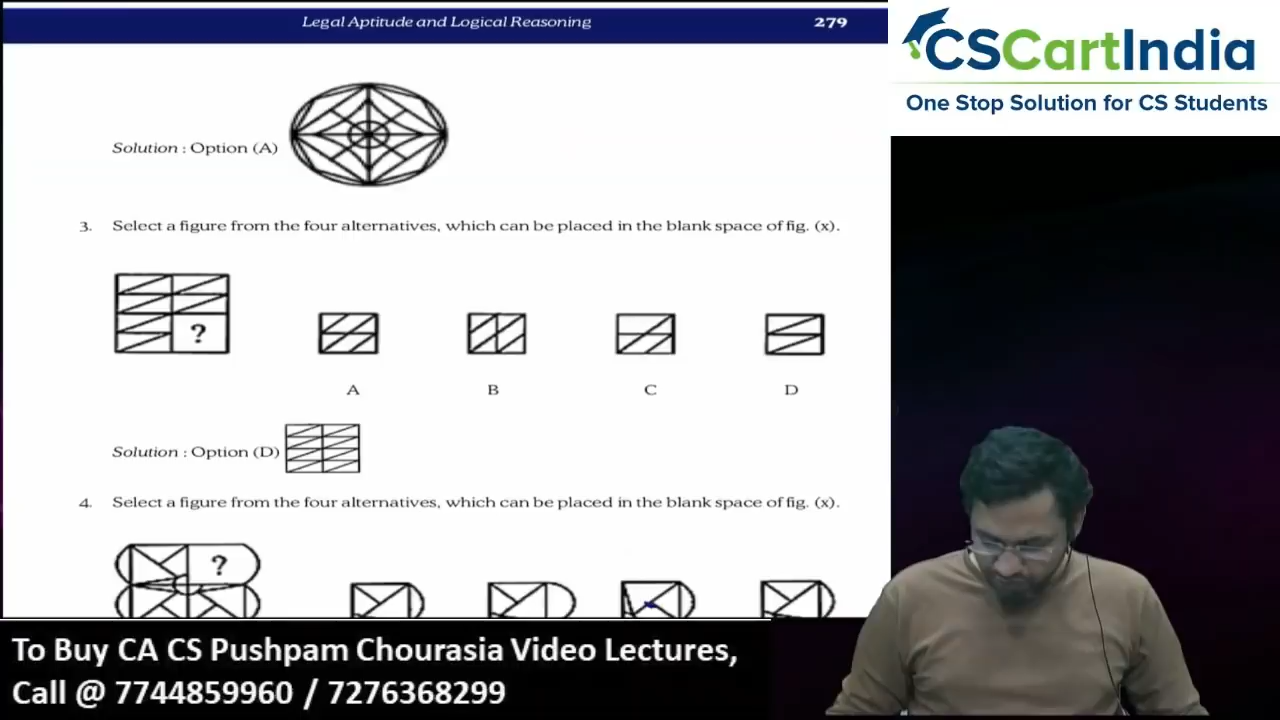 Legal Aptitude and Logical Reasoning 279
CSCartIndia
One Stop Solution for CS Students
Solution : Option (A)
3. Select a figure from the four alternatives, which can be placed in the blank space of fig. (x).
?
A B C D
Solution : Option (D)
4. Select a figure from the four alternatives, which can be placed in the blank space of fig. (x).
?
To Buy CA CS Pushpam Chourasia Video Lectures,
Call @ 7744859960 / 7276368299